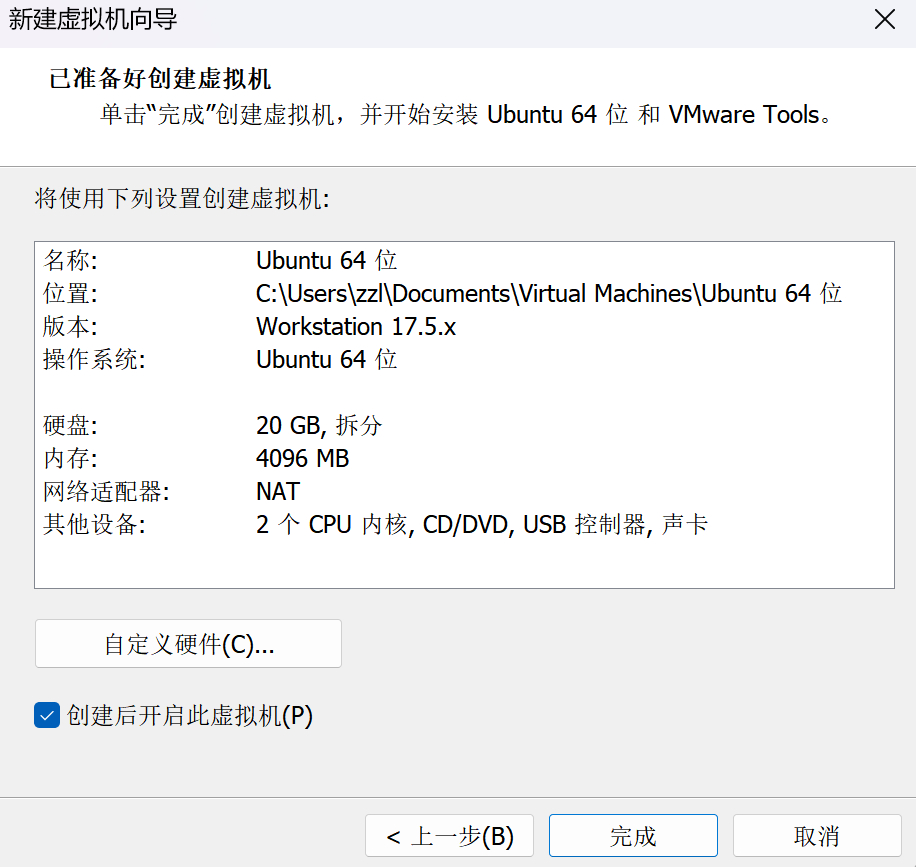 新建虚拟机向导
已准备好创建虚拟机
单击“完成”创建虚拟机，并开始安装 Ubuntu 64 位 和 VMware Tools。
将使用下列设置创建虚拟机:
名称: Ubuntu 64 位
位置: C:\Users\zzl\Documents\Virtual Machines\Ubuntu 64 位
版本: Workstation 17.5.x
操作系统: Ubuntu 64 位
硬盘: 20 GB, 拆分
内存: 4096 MB
网络适配器: NAT
其他设备: 2 个 CPU 内核, CD/DVD, USB 控制器, 声卡
自定义硬件(C)...
创建后开启此虚拟机(P)
< 上一步(B) 完成 取消